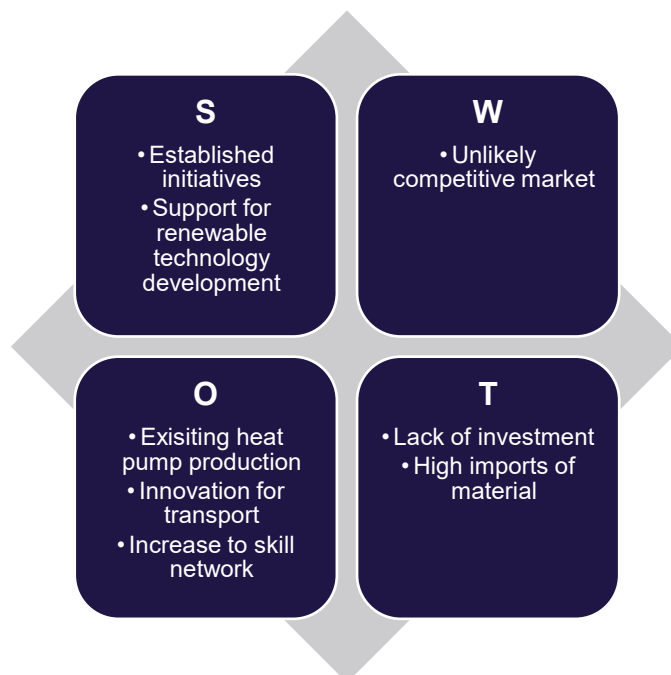 S
• Established
initiatives
• Support for
renewable
technology
development
W
• Unlikely
competitive market
O
• Exisiting heat
pump production
• Innovation for
transport
• Increase to skill
network
T
• Lack of investment
• High imports of
material